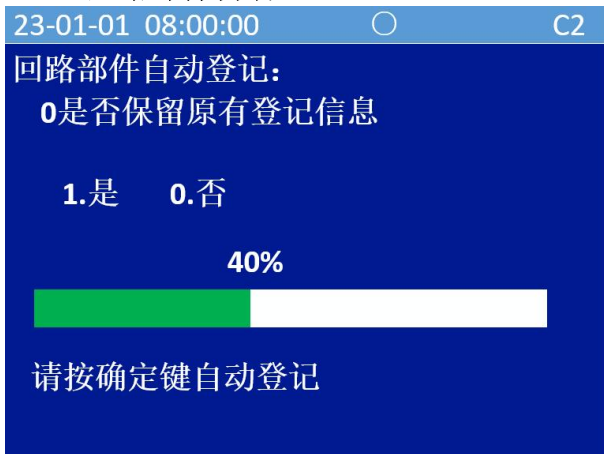 23-01-01 08:00:00 ○ C2
回路部件自动登记：
0是否保留原有登记信息
1.是 0.否
40%
请按确定键自动登记